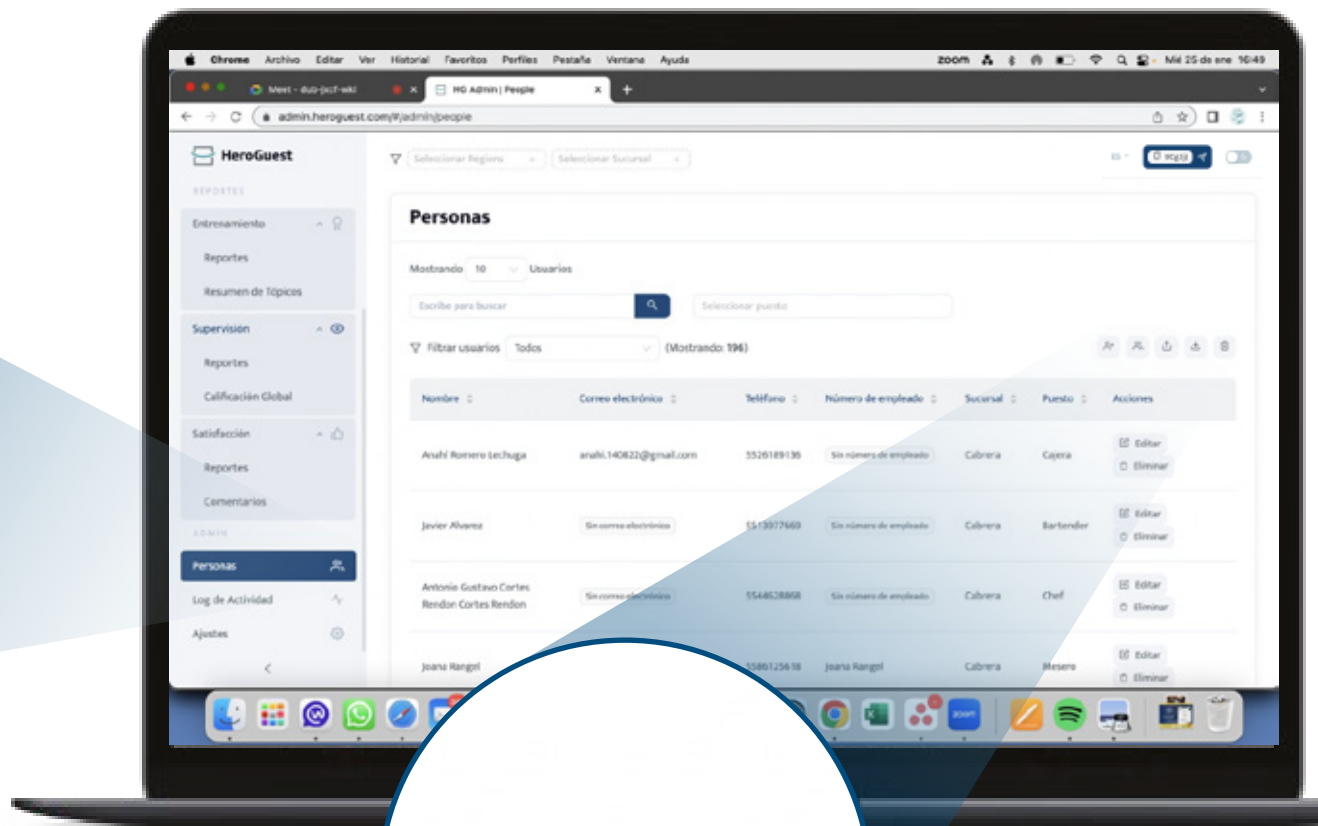 Chrome Archivo Editar Ver Historial Favoritos Perfiles Pestaña Ventana Ayuda zoom Mié 25 de ene 16:49
HG Admin | People
admin.heroguest.com/#/admin/people
HeroGuest
Seleccionar Regions
Seleccionar Sucursal
ES
REPORTES
Entrenamiento
Reportes
Resumen de Tópicos
Supervisión
Reportes
Calificación Global
Satisfacción
Reportes
Comentarios
ADMIN
Personas
Log de Actividad
Ajustes
Personas
Mostrando 10 Usuarios
Escribe para buscar
Seleccionar puesto
Filtrar usuarios Todos (Mostrando: 196)
Nombre Correo electrónico Teléfono Número de empleado Sucursal Puesto Acciones
Anahí Romero Lechuga anahi.140822@gmail.com 5526189136 Sin número de empleado Cabrera Cajera Editar
Eliminar
Javier Alvarez Sin correo electrónico 5513977669 Sin número de empleado Cabrera Bartender Editar
Eliminar
Antonio Gustavo Cortes Sin correo electrónico Sin número de empleado Cabrera Chef Editar
Rendon Cortes Rendon Eliminar
Joana Rangel 5586125618 Joana Rangel Cabrera Mesero Editar
Eliminar
zoom